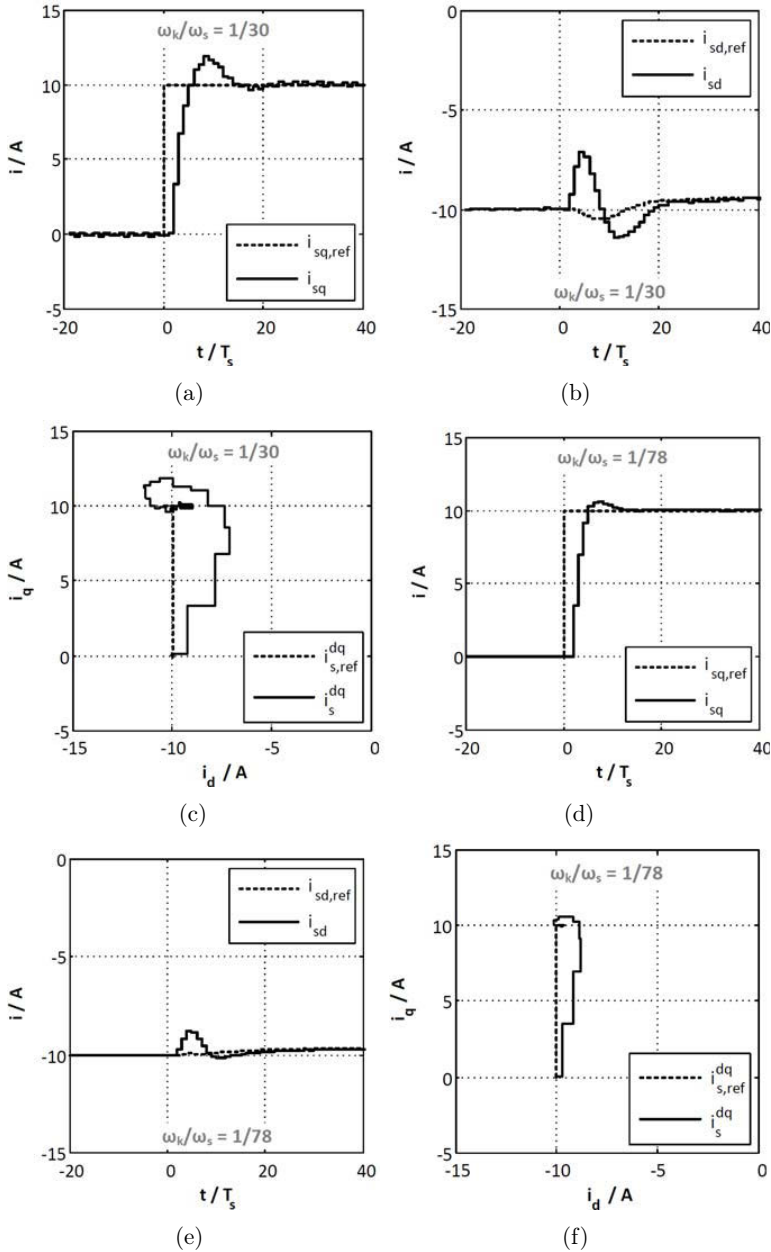 ωk/ωs = 1/30
15
10
5
0
-5
i / A
isq,ref
isq
-20
0
20
40
t / Ts
(a)
0
-5
-10
-15
i / A
isd,ref
isd
ωk/ωs = 1/30
-20
0
20
40
t / Ts
(b)
ωk/ωs = 1/30
15
10
5
0
-5
iq / A
i^dq s,ref
i^dq s
-15
-10
-5
0
id / A
(c)
ωk/ωs = 1/78
15
10
5
0
-5
i / A
isq,ref
isq
-20
0
20
40
t / Ts
(d)
0
-5
-10
-15
i / A
isd,ref
isd
ωk/ωs = 1/78
-20
0
20
40
t / Ts
(e)
ωk/ωs = 1/78
15
10
5
0
-5
iq / A
i^dq s,ref
i^dq s
-15
-10
-5
0
id / A
(f)